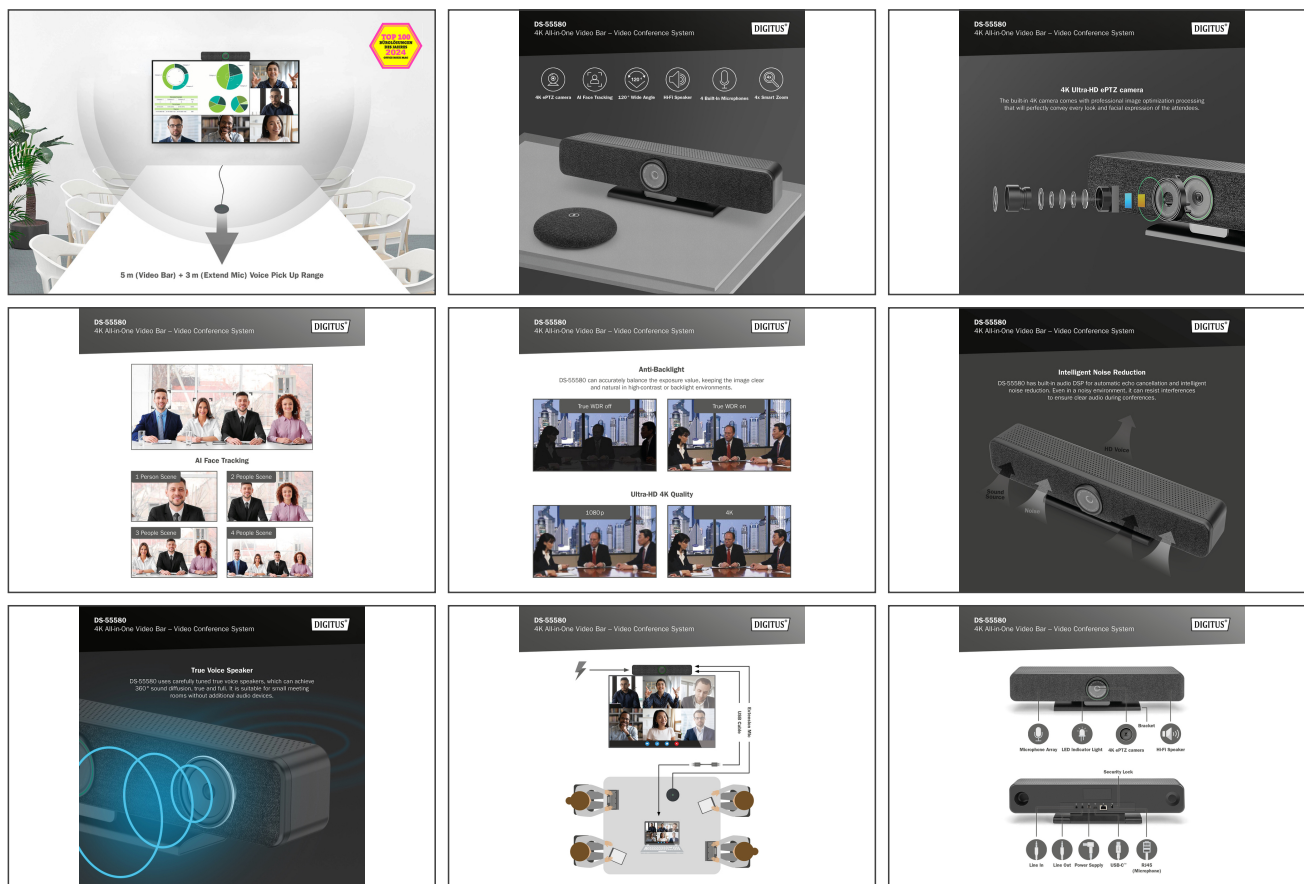 TOP 100
BÜROLÖSUNGEN
DES JAHRES
2024
5 m (Video Bar) + 3 m (Extend Mic) Voice Pick Up Range
DS-55580
4K All-in-One Video Bar – Video Conference System
DIGITUS®
4K ePTZ camera
AI Face Tracking
120°
120° Wide Angle
Hi-Fi Speaker
4 Built-in Microphones
4x Smart Zoom
DS-55580
4K All-in-One Video Bar – Video Conference System
DIGITUS®
4K Ultra-HD ePTZ camera
The built-in 4K camera comes with professional image optimization processing
that will perfectly convey every look and facial expression of the attendees.
DS-55580
4K All-in-One Video Bar – Video Conference System
DIGITUS®
AI Face Tracking
1 Person Scene
2 People Scene
3 People Scene
4 People Scene
DS-55580
4K All-in-One Video Bar – Video Conference System
DIGITUS®
Anti-Backlight
DS-55580 can accurately balance the exposure value, keeping the image clear
and natural in high-contrast or backlight environments.
True WDR off
True WDR on
Ultra-HD 4K Quality
1080p
4K
DS-55580
4K All-in-One Video Bar – Video Conference System
DIGITUS®
Intelligent Noise Reduction
DS-55580 has built-in audio DSP for automatic echo cancellation and intelligent
noise reduction. Even in a noisy environment, it can resist interferences
to ensure clear audio during conferences.
HD Voice
Sound
Source
Noise
DS-55580
4K All-in-One Video Bar – Video Conference System
DIGITUS®
True Voice Speaker
DS-55580 uses carefully tuned true voice speakers, which can achieve
360° sound diffusion, true and full. It is suitable for small meeting
rooms without additional audio devices.
DS-55580
4K All-in-One Video Bar – Video Conference System
DIGITUS®
USB Cable
Extension Mic
DS-55580
4K All-in-One Video Bar – Video Conference System
DIGITUS®
Bracket
Microphone Array
LED Indicator Light
4K ePTZ camera
Hi-Fi Speaker
Security Lock
Line In
Line Out
Power Supply
USB-C™
RJ45
(Microphone)